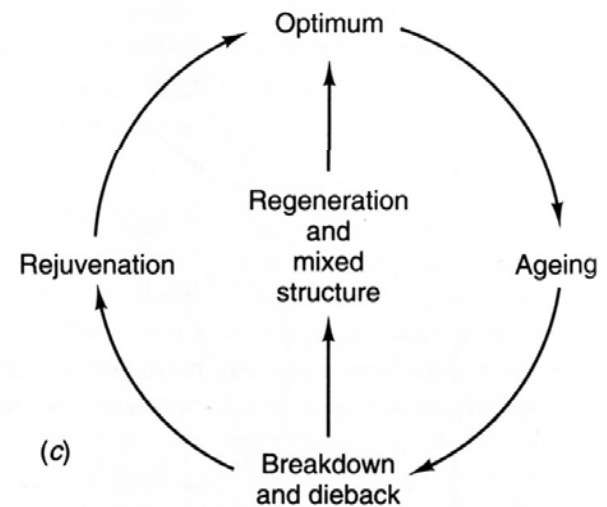 Optimum
Regeneration
and
mixed
structure
Rejuvenation
Ageing
(c)
Breakdown
and dieback